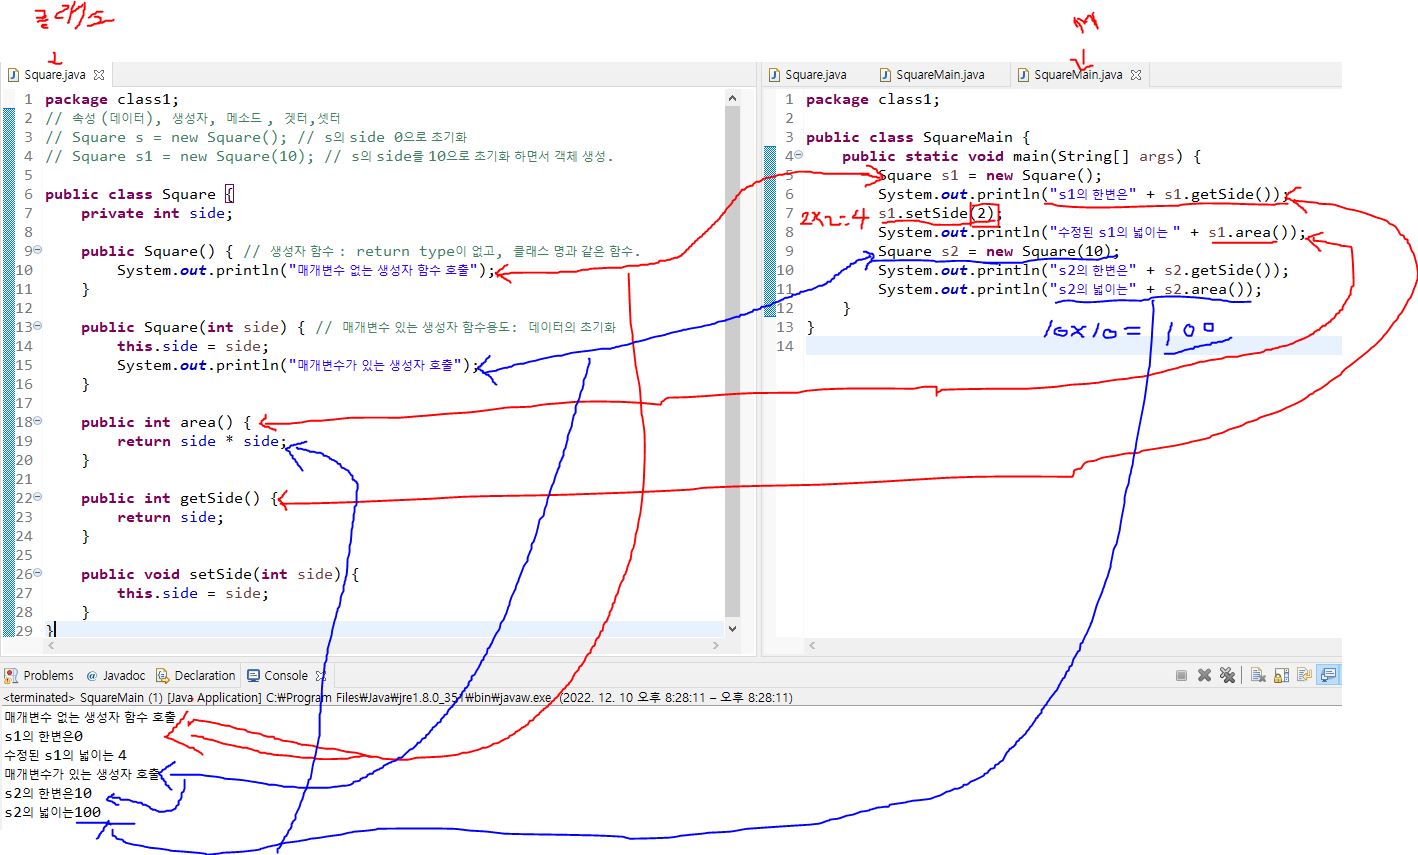 클래스
M
Square.java
1 package class1;
2 // 속성 (데이터), 생성자, 메소드 , 겟터,셋터
3 // Square s = new Square(); // s의 side 0으로 초기화
4 // Square s1 = new Square(10); // s의 side를 10으로 초기화 하면서 객체 생성.
5
6 public class Square {
7 private int side;
8
9 public Square() { // 생성자 함수 : return type이 없고, 클래스 명과 같은 함수.
10 System.out.println("매개변수 없는 생성자 함수 호출");
11 }
12
13 public Square(int side) { // 매개변수 있는 생성자 함수용도: 데이터의 초기화
14 this.side = side;
15 System.out.println("매개변수가 있는 생성자 호출");
16 }
17
18 public int area() {
19 return side * side;
20 }
21
22 public int getSide() {
23 return side;
24 }
25
26 public void setSide(int side) {
27 this.side = side;
28 }
29 }
Square.java SquareMain.java SquareMain.java
1 package class1;
2
3 public class SquareMain {
4 public static void main(String[] args) {
5 Square s1 = new Square();
6 System.out.println("s1의 한변은" + s1.getSide());
7 s1.setSide(2);
2x2=4
8 System.out.println("수정된 s1의 넓이는 " + s1.area());
9 Square s2 = new Square(10);
10 System.out.println("s2의 한변은" + s2.getSide());
11 System.out.println("s2의 넓이는" + s2.area());
12 }
13 }
14
10x10= 100
Problems @ Javadoc Declaration Console
<terminated> SquareMain (1) [Java Application] C:₩Program Files₩Java₩jre1.8.0_351₩bin₩javaw.exe (2022. 12. 10 오후 8:28:11 – 오후 8:28:11)
매개변수 없는 생성자 함수 호출
s1의 한변은0
수정된 s1의 넓이는 4
매개변수가 있는 생성자 호출
s2의 한변은10
s2의 넓이는100